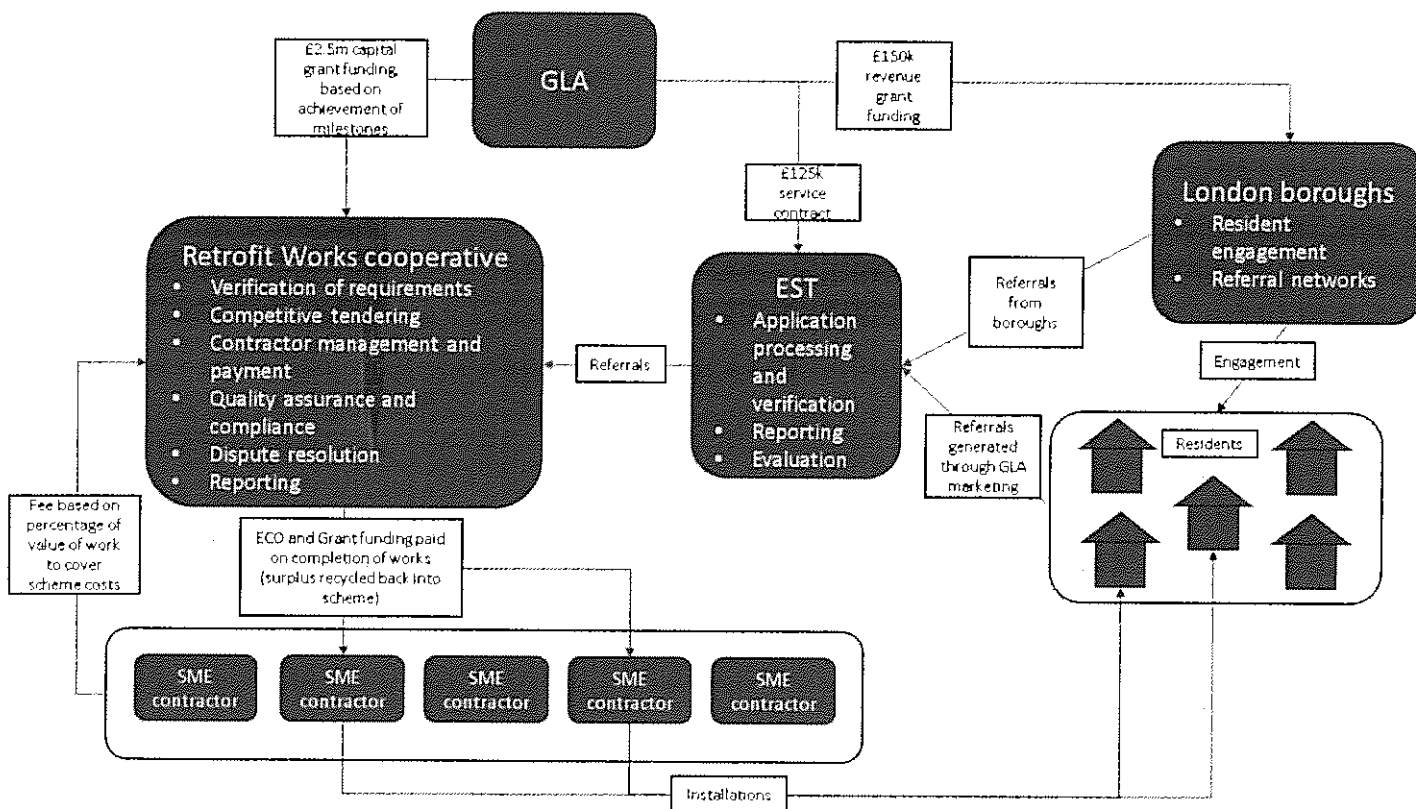 £2.5m capital
grant funding,
based on
achievement of
milestones
GLA
£150k
revenue
grant
funding
£125k
service
contract
London boroughs
• Resident
engagement
• Referral networks
Retrofit Works cooperative
• Verification of requirements
• Competitive tendering
• Contractor management and
payment
• Quality assurance and
compliance
• Dispute resolution
• Reporting
EST
• Application
processing
and
verification
• Reporting
• Evaluation
Referrals
from
boroughs
Referrals
Engagement
Referrals
generated
through GLA
marketing
Residents
Fee based on
percentage of
value of work
to cover
scheme costs
ECO and Grant funding paid
on completion of works
(surplus recycled back into
scheme)
SME
contractor
SME
contractor
SME
contractor
SME
contractor
SME
contractor
Installations